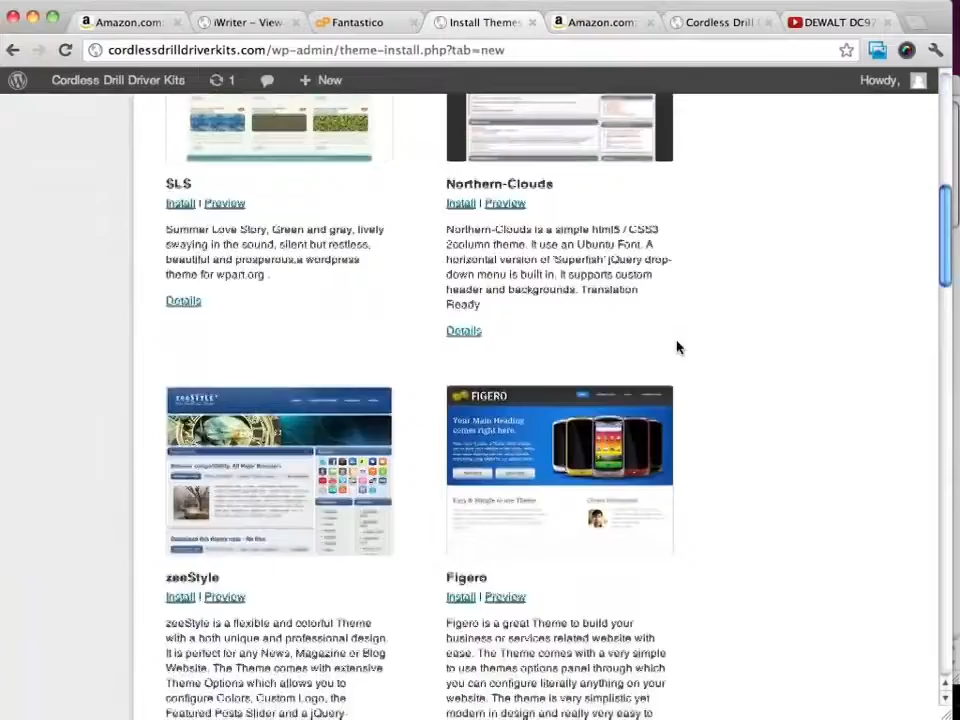 Amazon.com:
iWriter – View
Fantastico
Install Themes
Amazon.com:
Cordless Drill
DEWALT DC97
cordlessdrilldriverkits.com/wp-admin/theme-install.php?tab=new
Cordless Drill Driver Kits
1
+ New
Howdy,
SLS
Install | Preview
Summer Love Story, Green and gray, lively
swaying in the sound, silent but restless,
beautiful and prosperous,a wordpress
theme for wpart.org .
Details
Northern-Clouds
Install | Preview
Northern-Clouds is a simple html5 / CSS3
2column theme. It use an Ubuntu Font. A
horizontal version of 'Superfish' jQuery drop-
down menu is built in. It supports custom
header and backgrounds. Translation
Ready
Details
zeeSTYLE
FIGERO
Your Main Heading
comes right here.
Easy & Simple to use Theme
zeeStyle
Install | Preview
zeeStyle is a flexible and colorful Theme
with a both unique and professional design.
It is perfect for any News, Magazine or Blog
Website. The Theme comes with extensive
Theme Options which allows you to
configure Colors, Custom Logo, the
Featured Posts Slider and a jQuery
Figero
Install | Preview
Figero is a great Theme to build your
business or services related website with
ease. The Theme comes with a very simple
to use themes options panel through which
you can configure literally anything on your
website. The theme is very simplistic yet
modern in design and really very easy to